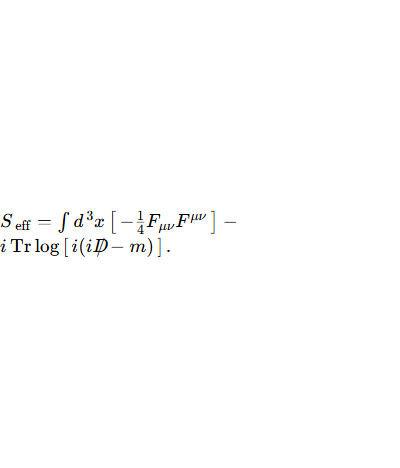 S_eff = ∫ d³x [ −¼ F_μν F^μν ] −
i Tr log [ i(iD̸ − m) ] .